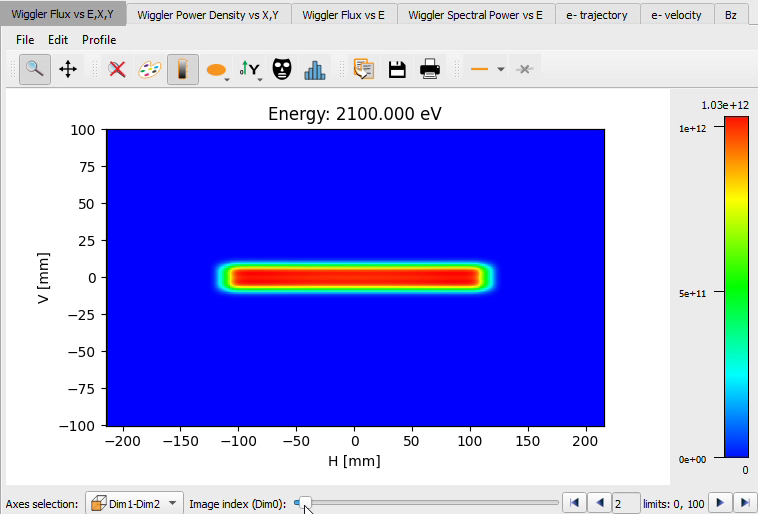 Wiggler Flux vs E,X,Y Wiggler Power Density vs X,Y Wiggler Flux vs E Wiggler Spectral Power vs E e- trajectory e- velocity Bz
File Edit Profile
Y
Energy: 2100.000 eV
1.03e+12
1e+12
5e+11
0e+00
0
100
75
50
25
0
−25
−50
−75
−100
V [mm]
−200 −150 −100 −50 0 50 100 150 200
H [mm]
Axes selection: Dim1-Dim2 Image index (Dim0): 2 limits: 0, 100